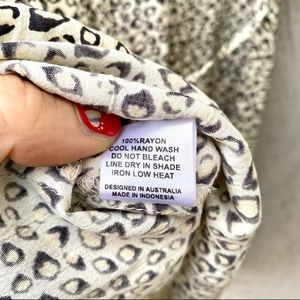 100%RAYON
COOL HAND WASH
DO NOT BLEACH
LINE DRY IN SHADE
IRON LOW HEAT
DESIGNED IN AUSTRALIA
MADE IN INDONESIA